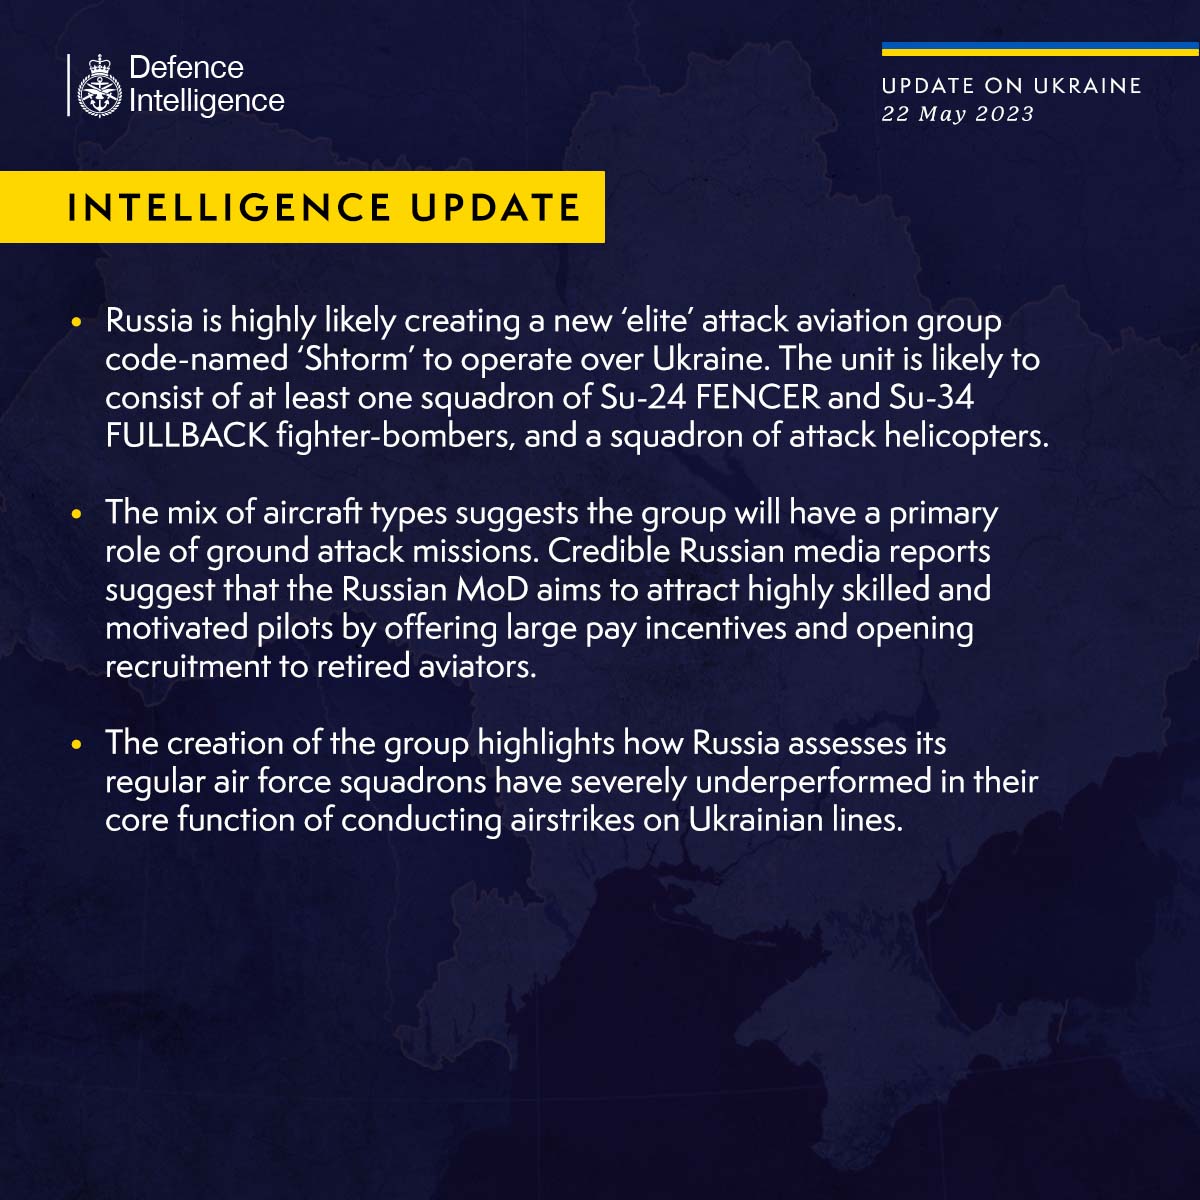 Defence
Intelligence
UPDATE ON UKRAINE
22 May 2023
INTELLIGENCE UPDATE
• Russia is highly likely creating a new ‘elite’ attack aviation group
code-named ‘Shtorm’ to operate over Ukraine. The unit is likely to
consist of at least one squadron of Su-24 FENCER and Su-34
FULLBACK fighter-bombers, and a squadron of attack helicopters.
• The mix of aircraft types suggests the group will have a primary
role of ground attack missions. Credible Russian media reports
suggest that the Russian MoD aims to attract highly skilled and
motivated pilots by offering large pay incentives and opening
recruitment to retired aviators.
• The creation of the group highlights how Russia assesses its
regular air force squadrons have severely underperformed in their
core function of conducting airstrikes on Ukrainian lines.